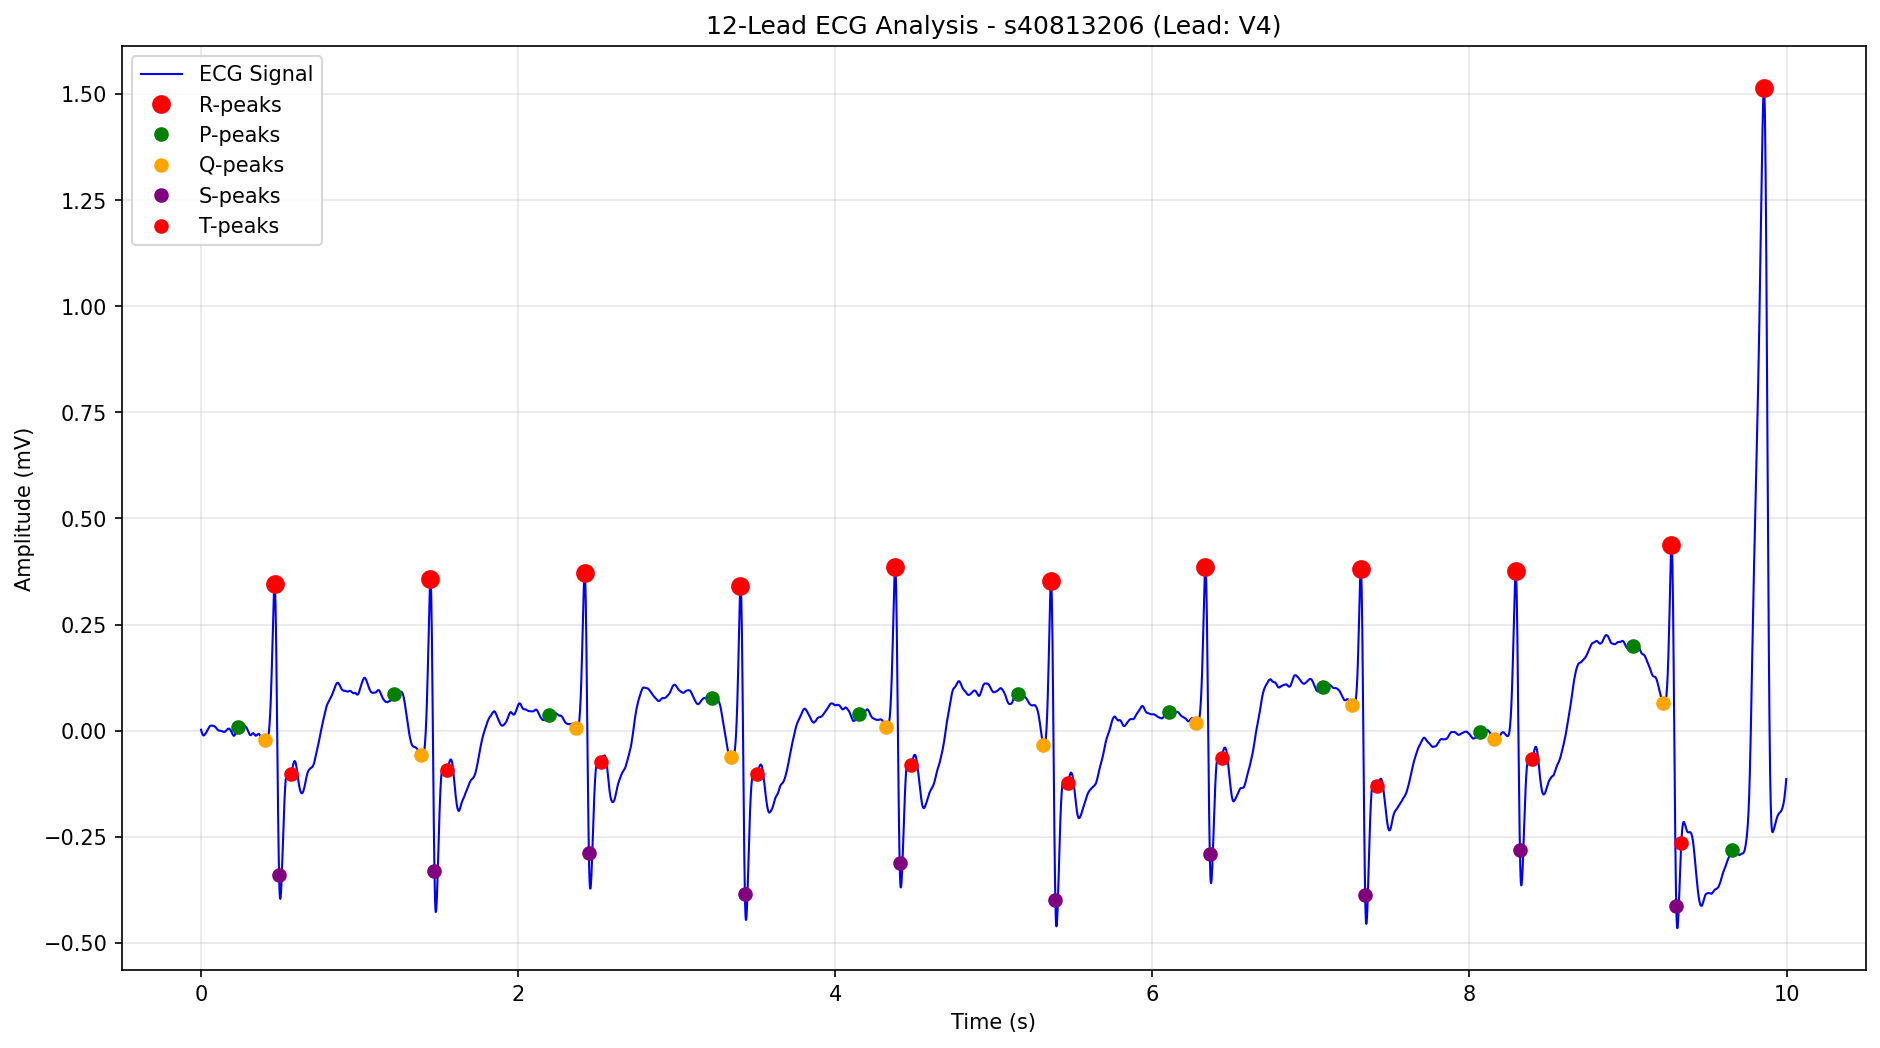 12-Lead ECG Analysis - s40813206 (Lead: V4)
ECG Signal
R-peaks
P-peaks
Q-peaks
S-peaks
T-peaks
Amplitude (mV)
1.50
1.25
1.00
0.75
0.50
0.25
0.00
−0.25
−0.50
0 2 4 6 8 10
Time (s)